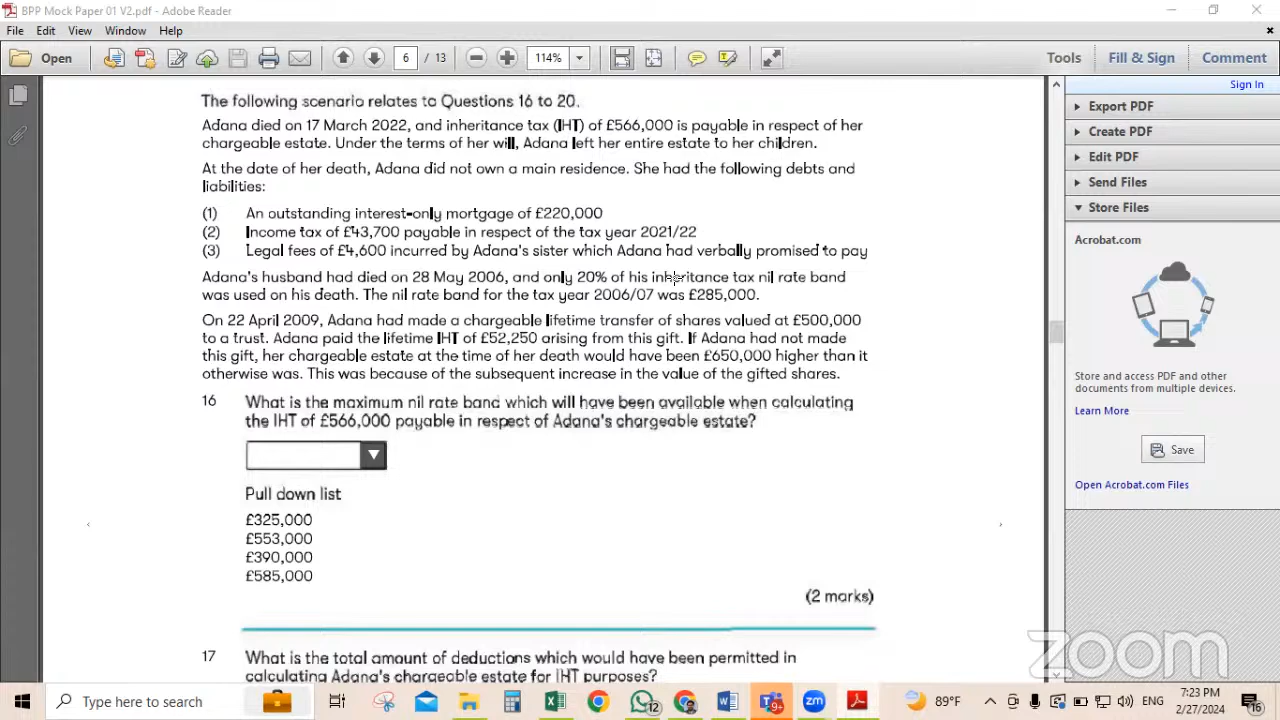 BPP Mock Paper 01 V2.pdf - Adobe Reader
File Edit View Window Help
Open 6 / 13 114% Tools Fill & Sign Comment
Sign In
Export PDF
Create PDF
Edit PDF
Send Files
Store Files
Acrobat.com
Store and access PDF and other
documents from multiple devices.
Learn More
Save
Open Acrobat.com Files
The following scenario relates to Questions 16 to 20.
Adana died on 17 March 2022, and inheritance tax (IHT) of £566,000 is payable in respect of her
chargeable estate. Under the terms of her will, Adana left her entire estate to her children.
At the date of her death, Adana did not own a main residence. She had the following debts and
liabilities:
(1) An outstanding interest-only mortgage of £220,000
(2) Income tax of £43,700 payable in respect of the tax year 2021/22
(3) Legal fees of £4,600 incurred by Adana's sister which Adana had verbally promised to pay
Adana's husband had died on 28 May 2006, and only 20% of his inheritance tax nil rate band
was used on his death. The nil rate band for the tax year 2006/07 was £285,000.
On 22 April 2009, Adana had made a chargeable lifetime transfer of shares valued at £500,000
to a trust. Adana paid the lifetime IHT of £52,250 arising from this gift. If Adana had not made
this gift, her chargeable estate at the time of her death would have been £650,000 higher than it
otherwise was. This was because of the subsequent increase in the value of the gifted shares.
16 What is the maximum nil rate band which will have been available when calculating
the IHT of £566,000 payable in respect of Adana's chargeable estate?
Pull down list
£325,000
£553,000
£390,000
£585,000
(2 marks)
17 What is the total amount of deductions which would have been permitted in
calculating Adana's chargeable estate for IHT purposes?
zoom
Type here to search
12
9+
zm
89°F
ENG
7:23 PM
2/27/2024
16